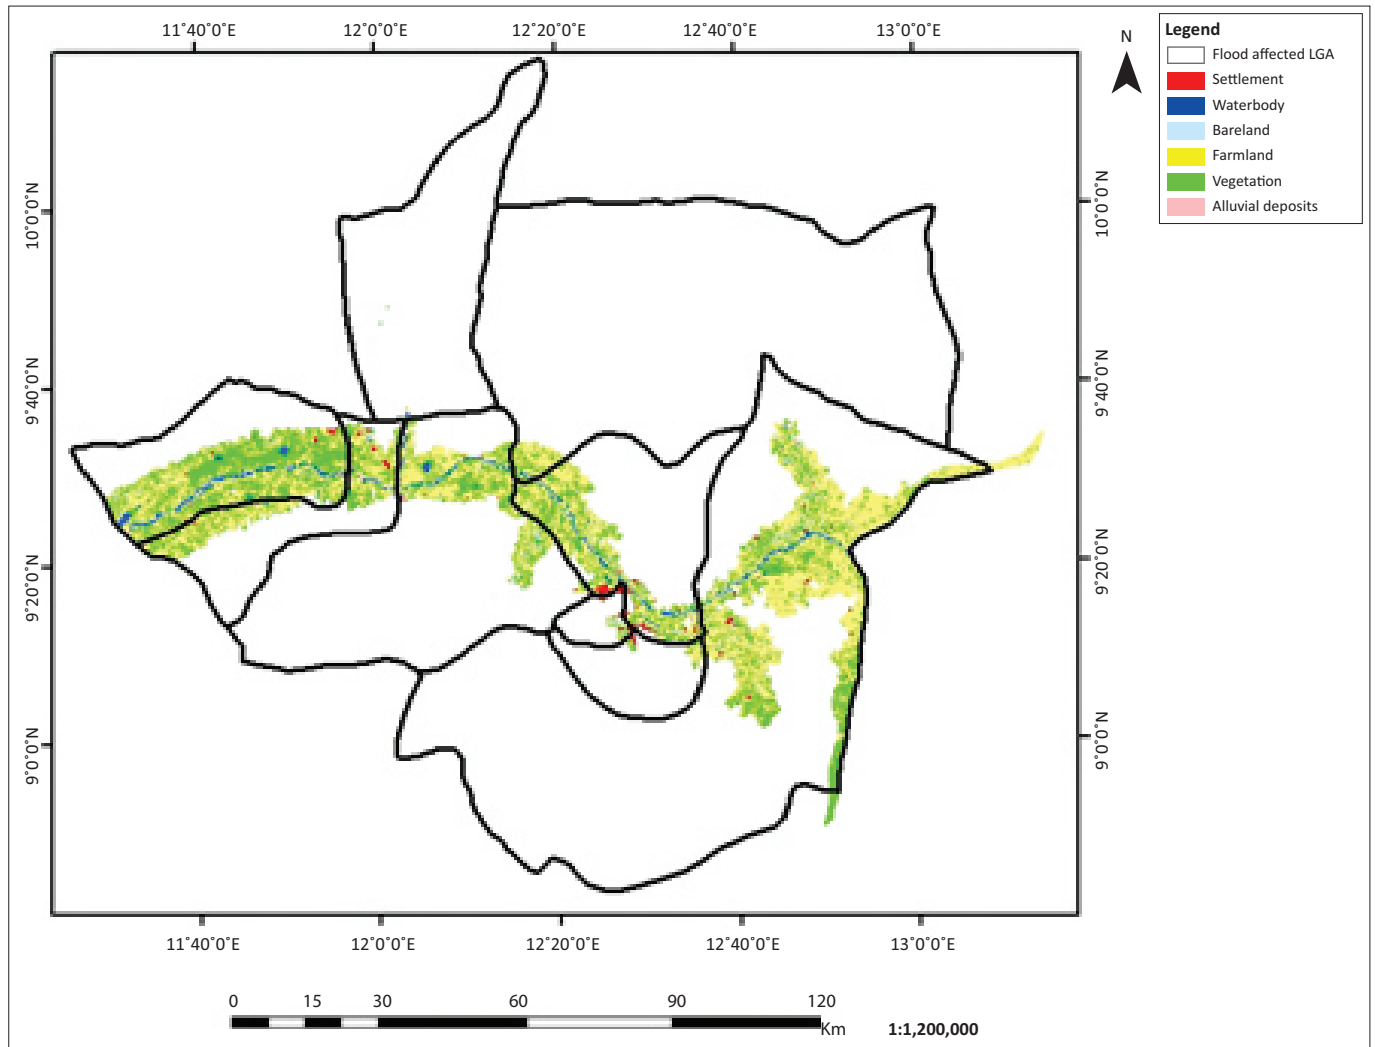 11˚40'0"E 12˚0'0"E 12˚20'0"E 12˚40'0"E 13˚0'0"E
N
Legend
Flood affected LGA
Settlement
Waterbody
Bareland
Farmland
Vegetation
Alluvial deposits
10˚0'0"N 10˚0'0"N
9˚40'0"N 9˚40'0"N
9˚20'0"N 9˚20'0"N
9˚0'0"N 9˚0'0"N
11˚40'0"E 12˚0'0"E 12˚20'0"E 12˚40'0"E 13˚0'0"E
0 15 30 60 90 120
Km 1:1,200,000